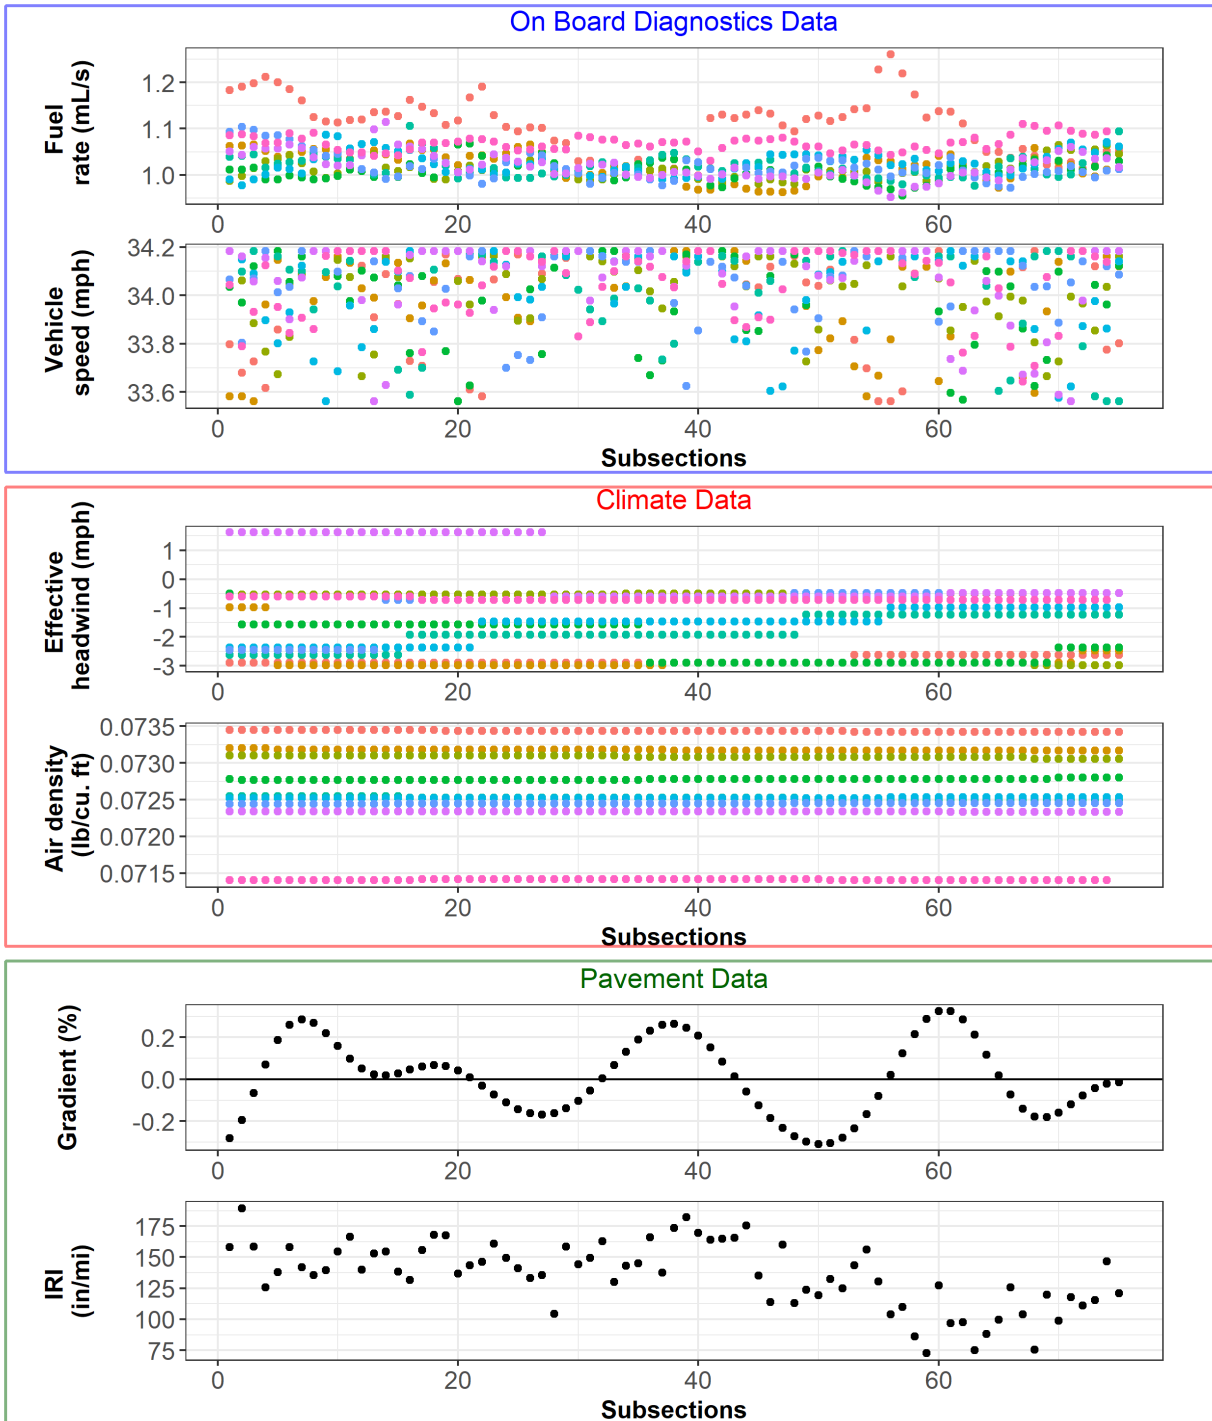 On Board Diagnostics Data
Fuel
rate (mL/s)
1.2
1.1
1.0
0
20
40
60
Vehicle
speed (mph)
34.2
34.0
33.8
33.6
0
20
40
60
Subsections
Climate Data
Effective
headwind (mph)
1
0
-1
-2
-3
0
20
40
60
Air density
(lb/cu. ft)
0.0735
0.0730
0.0725
0.0720
0.0715
0
20
40
60
Subsections
Pavement Data
Gradient (%)
0.2
0.0
-0.2
0
20
40
60
IRI
(in/mi)
175
150
125
100
75
0
20
40
60
Subsections